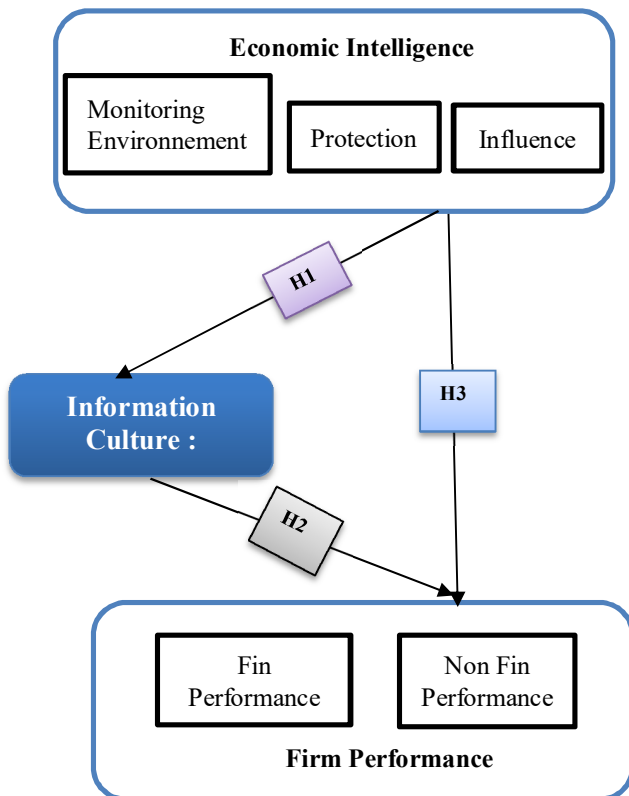 Economic Intelligence
Monitoring
Environnement
Protection
Influence
H1
Information
Culture :
H3
H2
Fin
Performance
Non Fin
Performance
Firm Performance